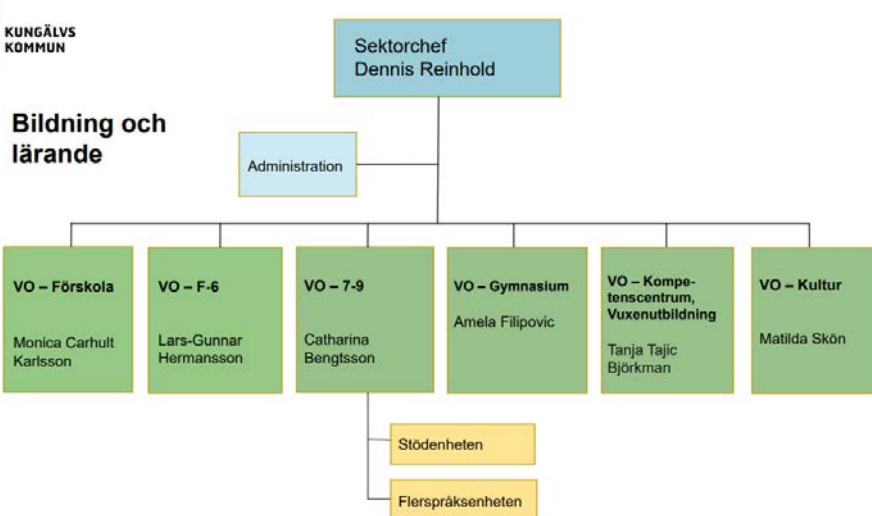 KUNGÄLVS
KOMMUN
Sektorchef
Dennis Reinhold
Bildning och
lärande
Administration
VO – Förskola
Monica Carhult
Karlsson
VO – F-6
Lars-Gunnar
Hermansson
VO – 7-9
Catharina
Bengtsson
VO – Gymnasium
Amela Filipovic
VO – Kompe-
tenscentrum,
Vuxenutbildning
Tanja Tajic
Björkman
VO – Kultur
Matilda Skön
Stödenheten
Flerspråksenheten